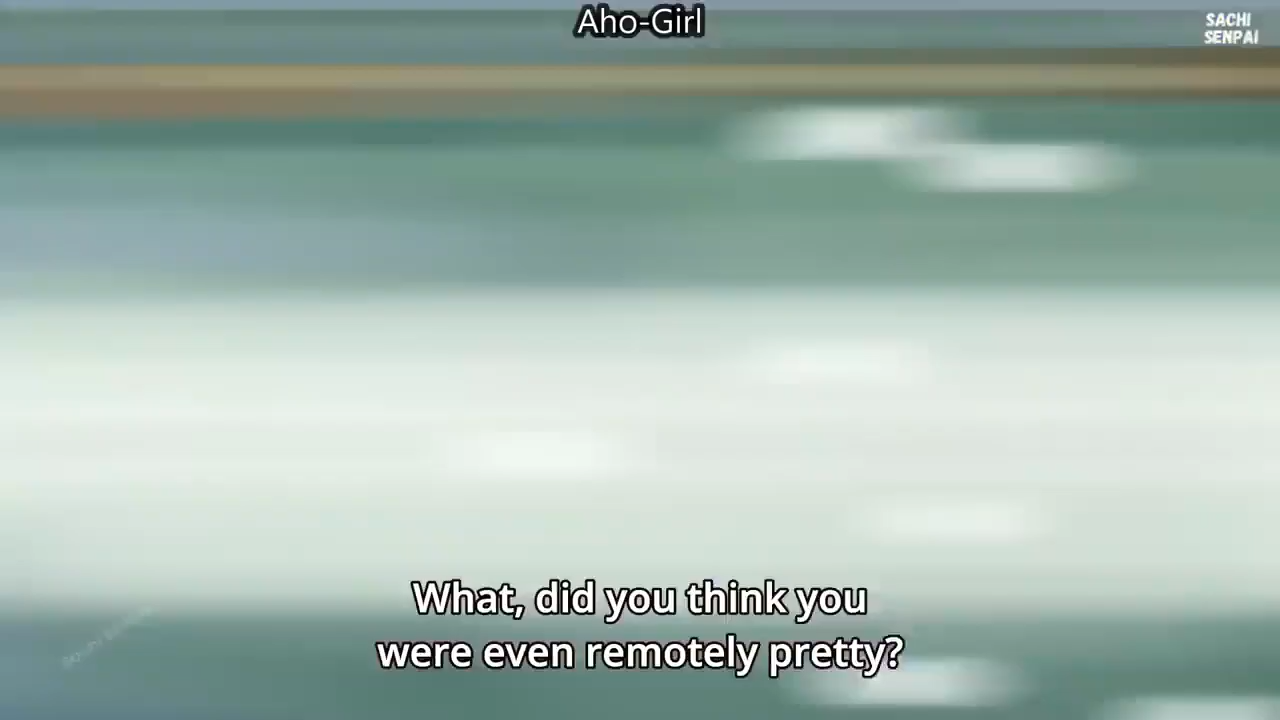 Aho-Girl
SACHI
SENPAI
What, did you think you
were even remotely pretty?